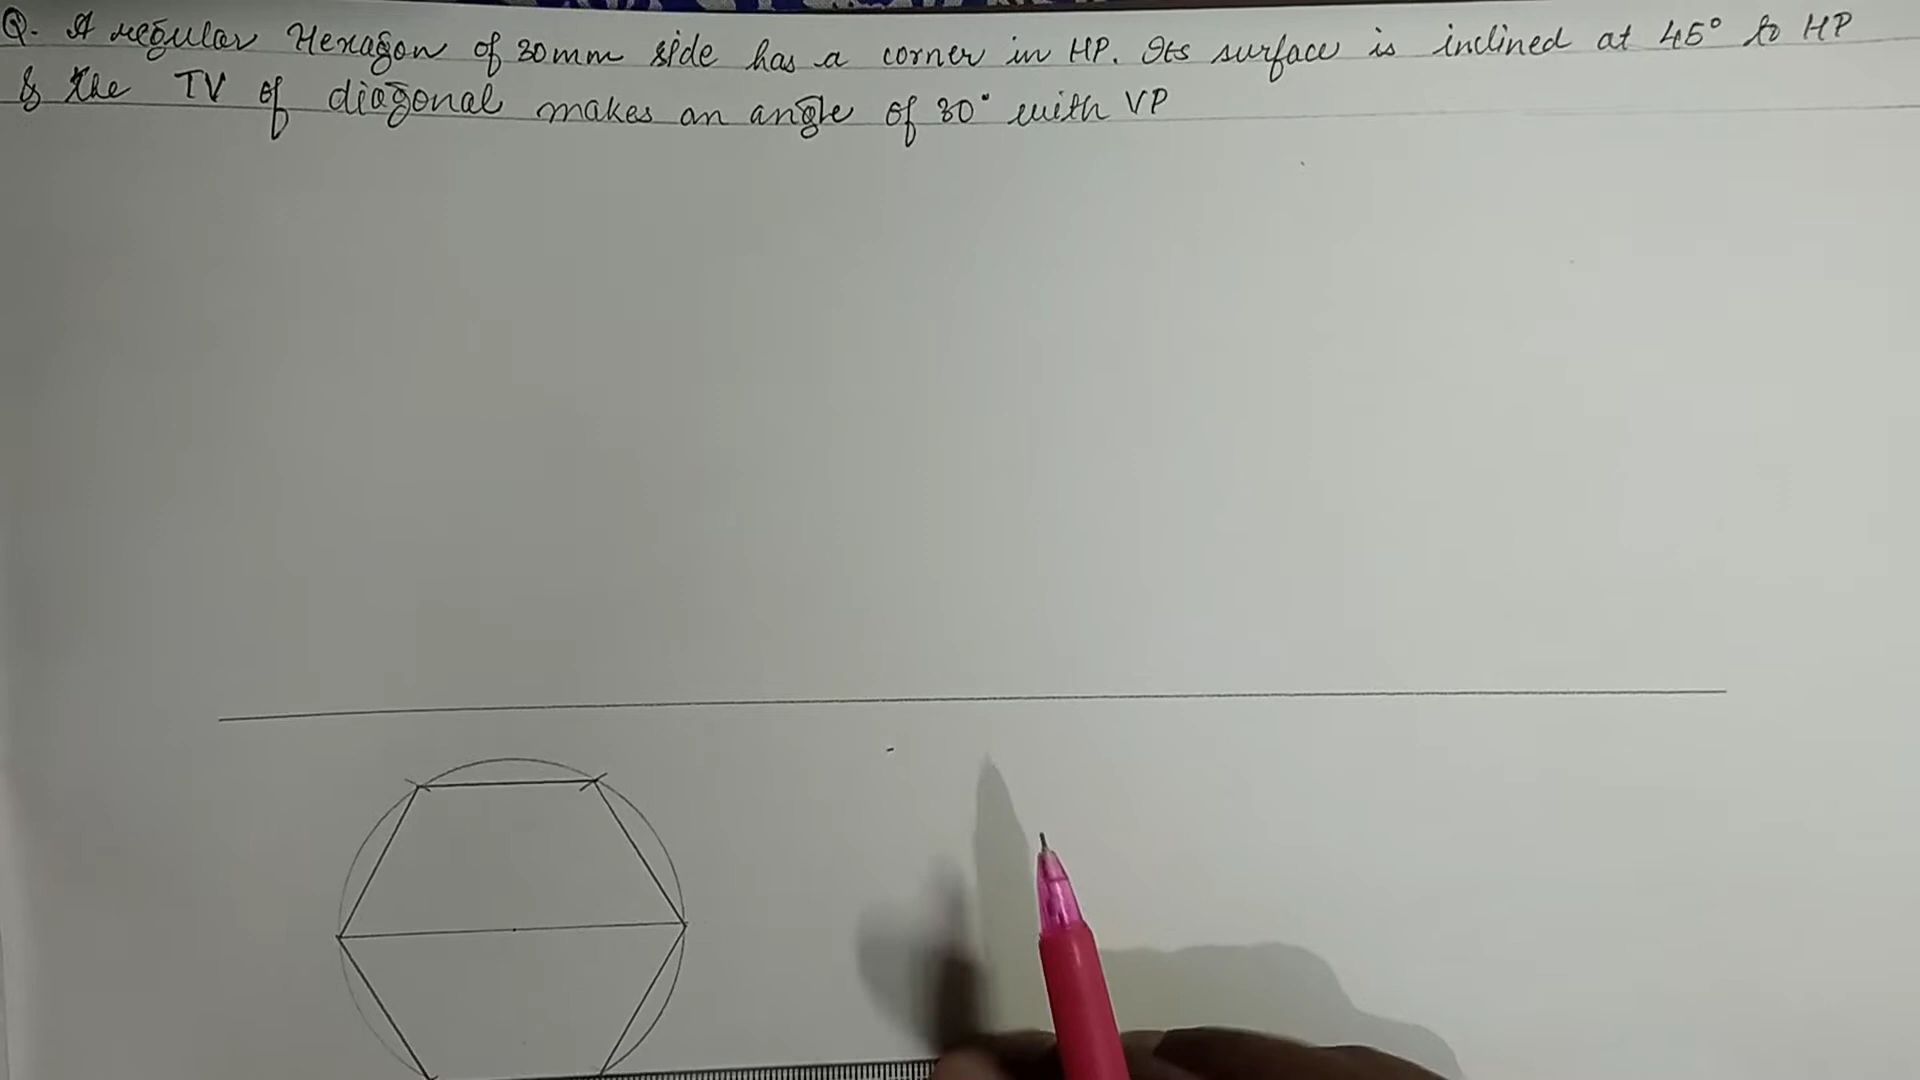 Q. A regular Hexagon of 30mm side has a corner in HP. Its surface is inclined at 45° to HP
& the TV of diagonal makes an angle of 30° with VP